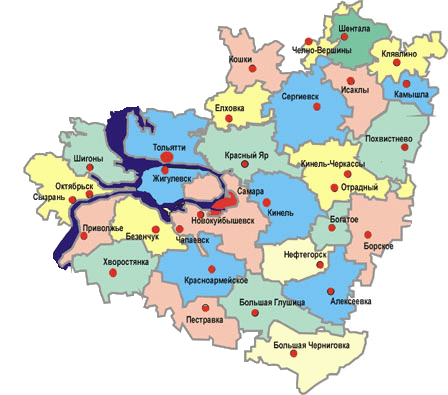 Шентала
Челно-Вершины
Клявлино
Кошки
Исаклы
Камышла
Сергиевск
Елховка
Похвистнево
Тольятти
Красный Яр
Шигоны
Кинель-Черкассы
Жигулевск
Октябрьск
Отрадный
Самара
Сызрань
Кинель
Новокуйбышевск
Богатое
Приволжье
Безенчук
Чапаевск
Борское
Нефтегорск
Хворостянка
Красноармейское
Алексеевка
Большая Глушица
Пестравка
Большая Черниговка